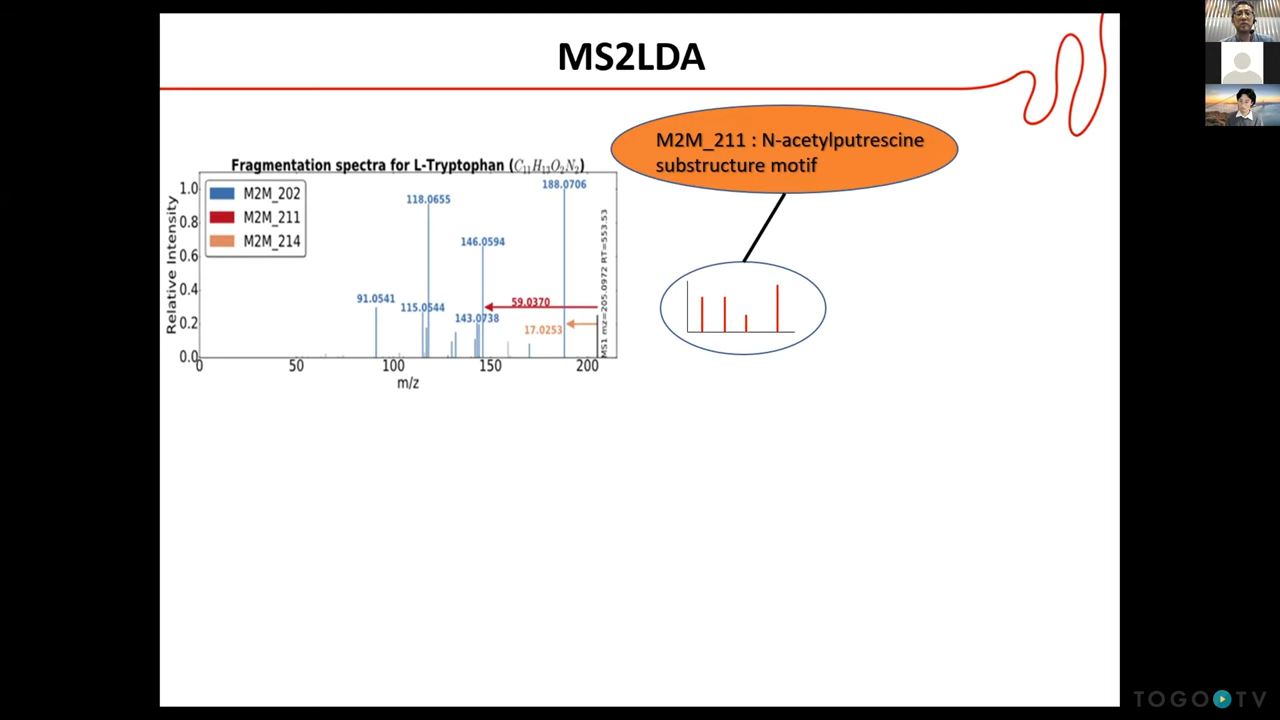 MS2LDA
M2M_211 : N-acetylputrescine
substructure motif
Fragmentation spectra for L-Tryptophan (C11H13O2N2)
M2M_202
M2M_211
M2M_214
Relative Intensity
1.0
0.8
0.6
0.4
0.2
0.0
188.0706
118.0655
146.0594
91.0541
115.0544
59.0370
143.0738
17.0253
MS1 mz=205.0972 RT=553.53
0
50
100
150
200
m/z
TOGO TV